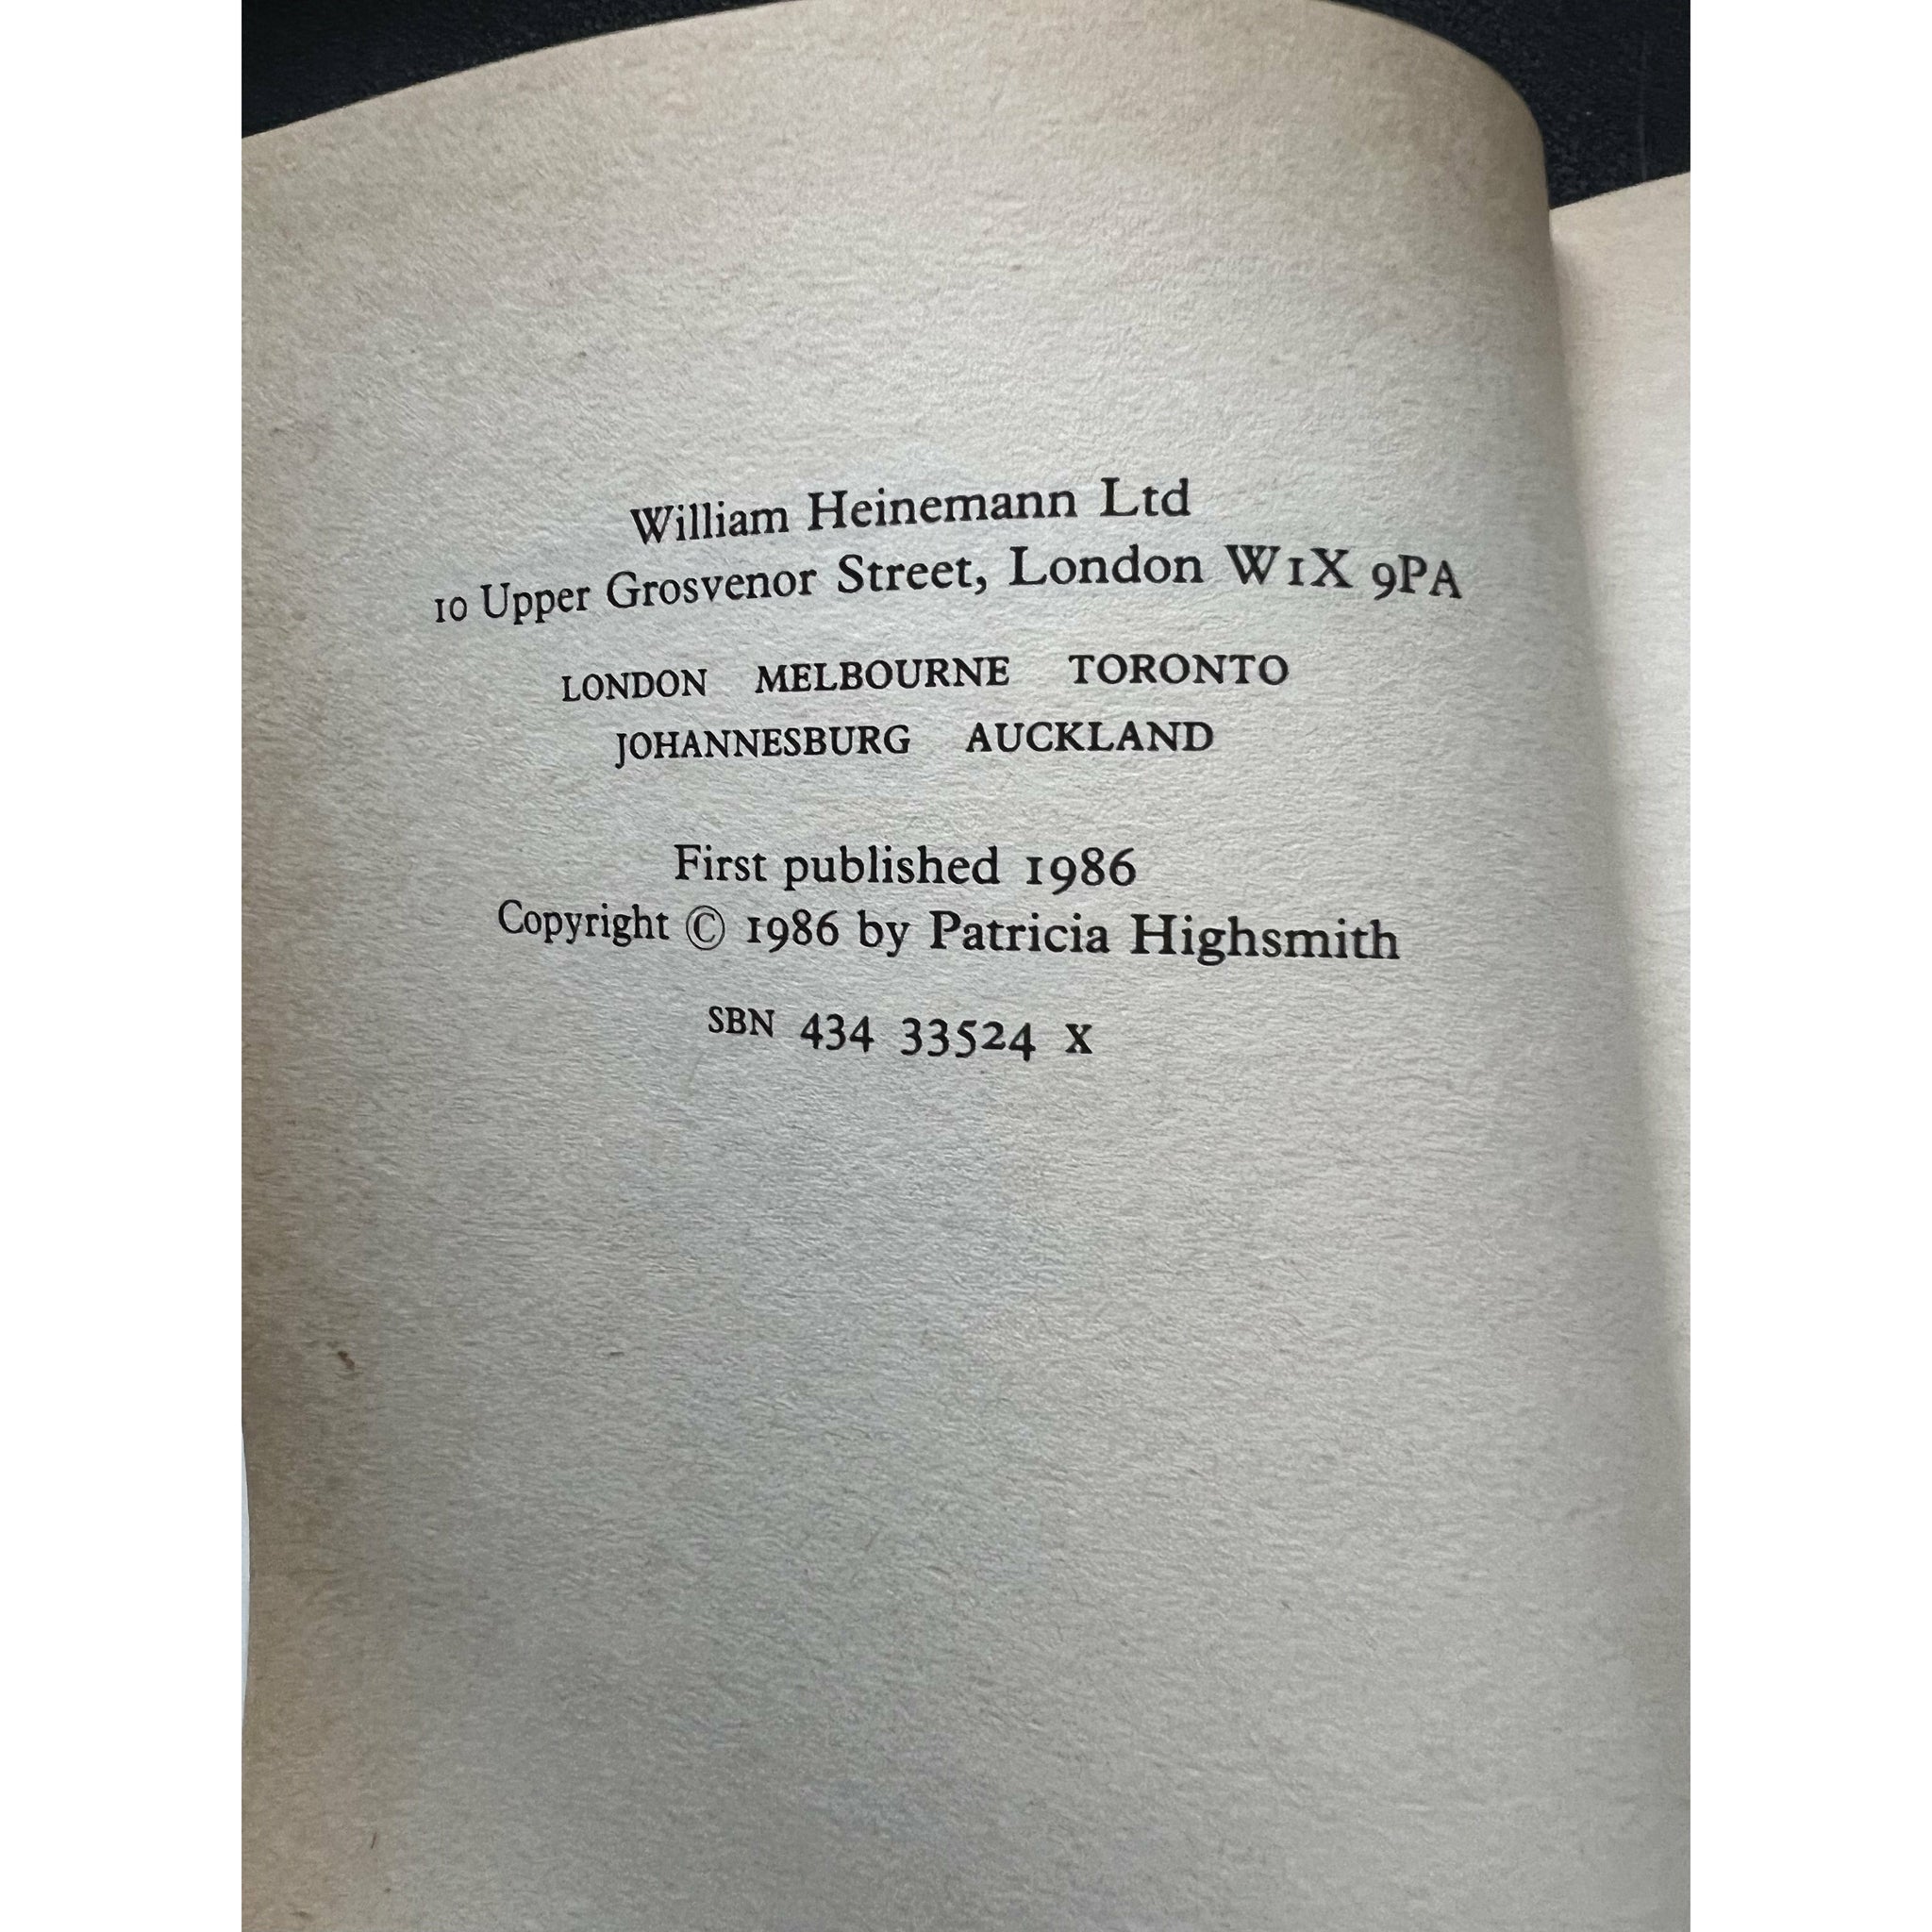 William Heinemann Ltd
10 Upper Grosvenor Street, London W1X 9PA
LONDON MELBOURNE TORONTO
JOHANNESBURG AUCKLAND
First published 1986
Copyright © 1986 by Patricia Highsmith
SBN 434 33524 X